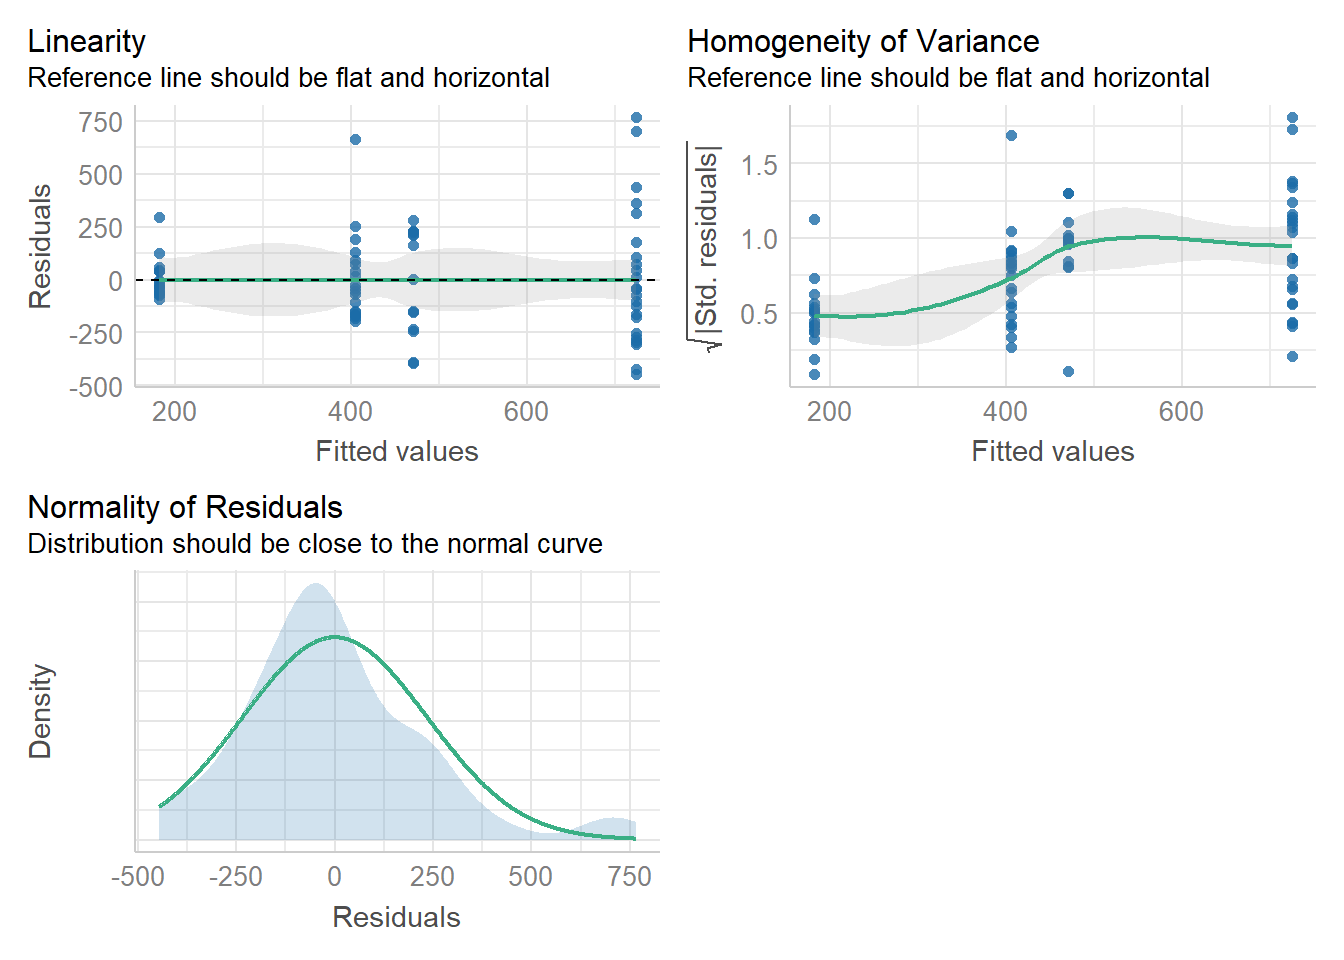 Linearity
Reference line should be flat and horizontal
750
500
250
0
-250
-500
Residuals
200 400 600
Fitted values
Homogeneity of Variance
Reference line should be flat and horizontal
1.5
1.0
0.5
√|Std. residuals|
200 400 600
Fitted values
Normality of Residuals
Distribution should be close to the normal curve
Density
-500 -250 0 250 500 750
Residuals